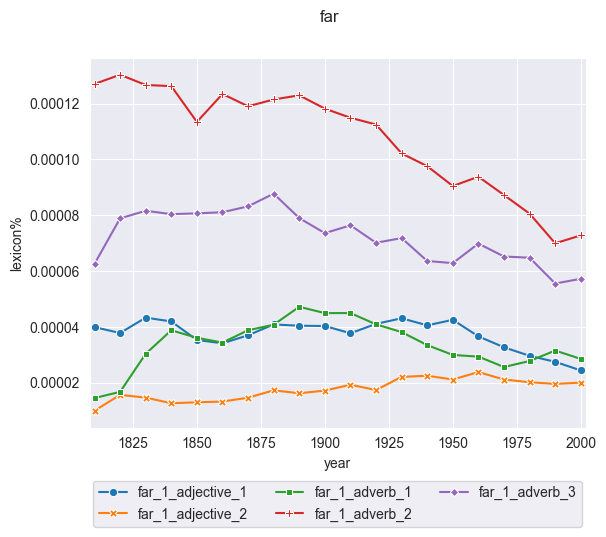 far
lexicon%
0.00012
0.00010
0.00008
0.00006
0.00004
0.00002
1825 1850 1875 1900 1925 1950 1975 2000
year
far_1_adjective_1 far_1_adverb_1 far_1_adverb_3
far_1_adjective_2 far_1_adverb_2